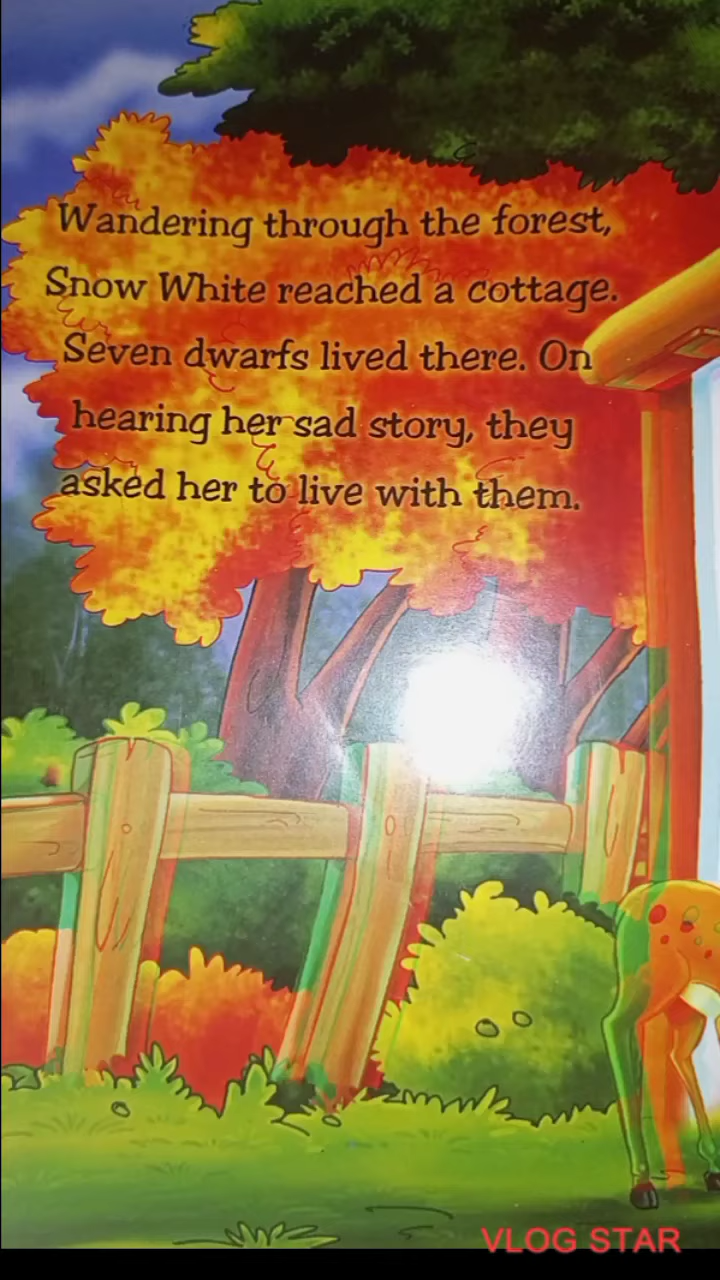 Wandering through the forest,
Snow White reached a cottage.
Seven dwarfs lived there. On
hearing her sad story, they
asked her to live with them.
VLOG STAR